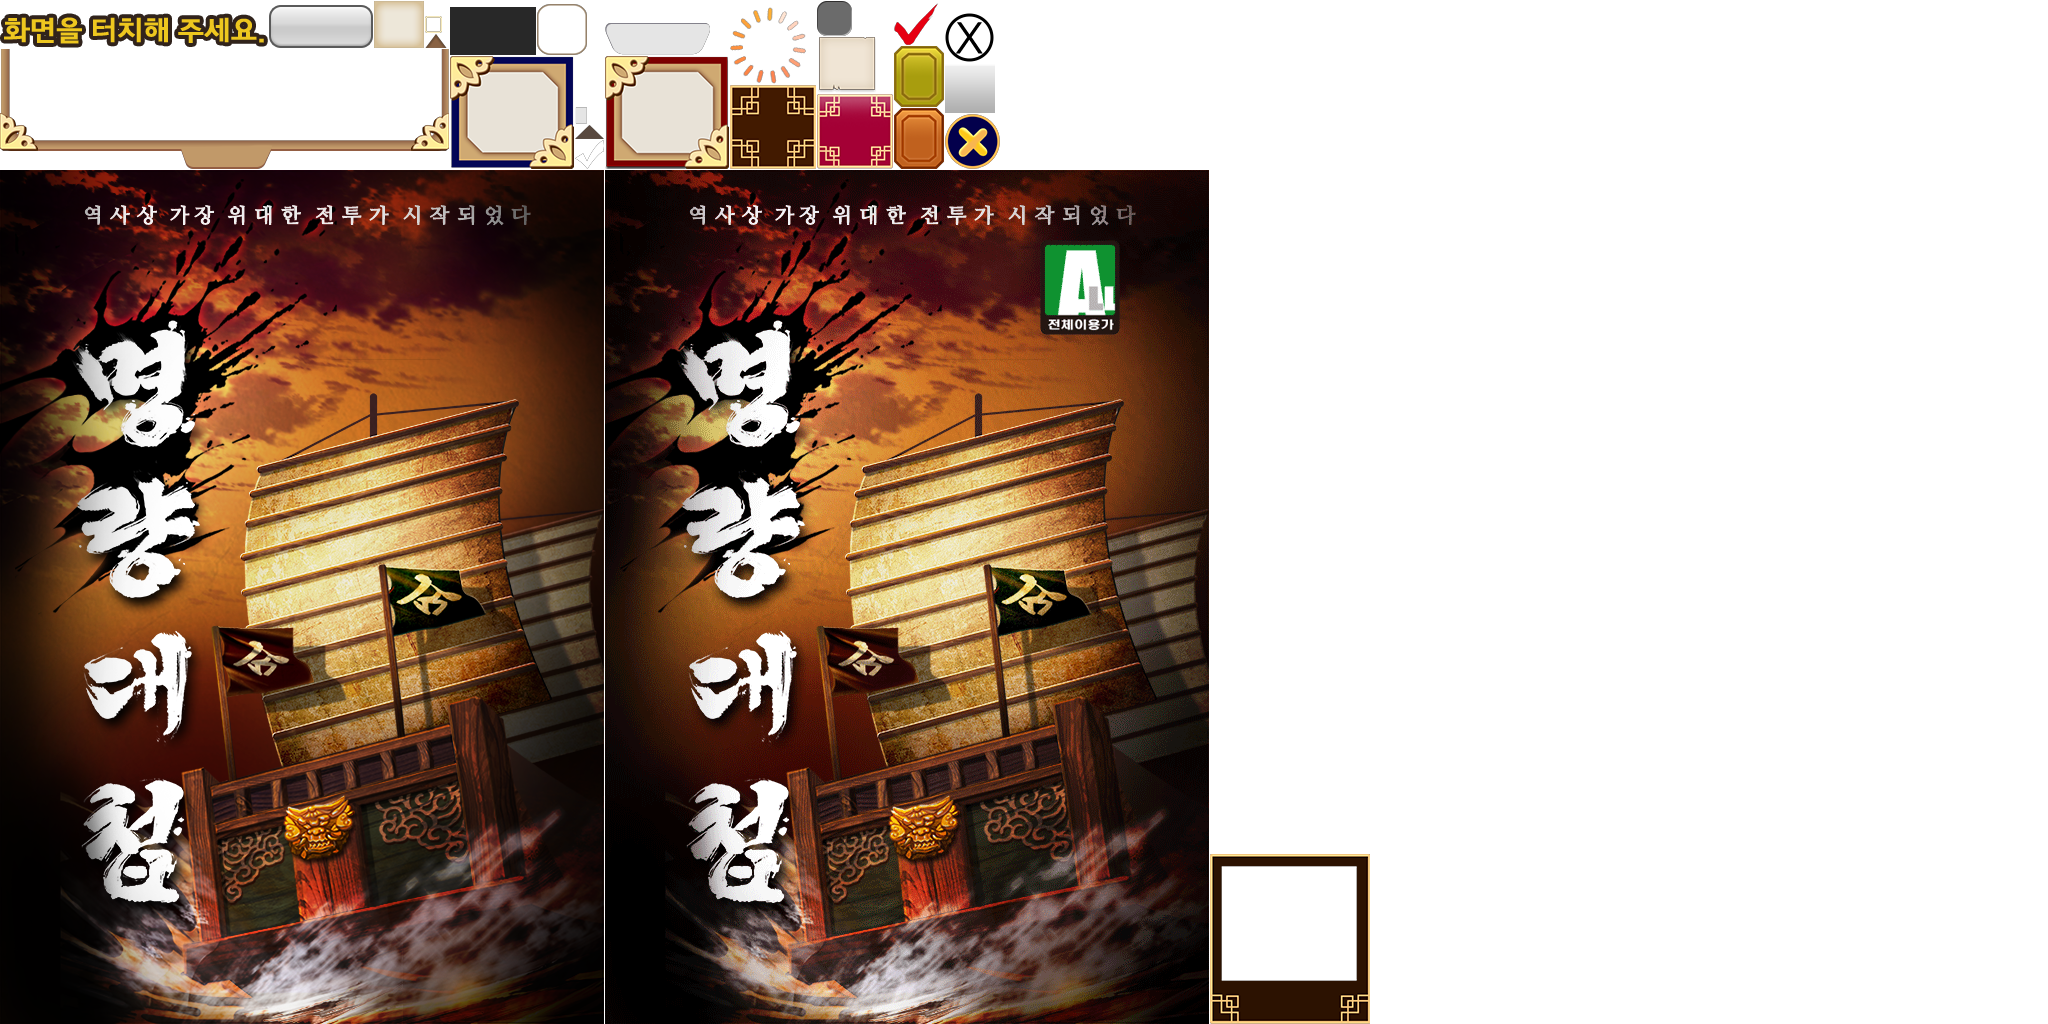 화면을 터치해 주세요.
역사상 가장 위대한 전투가 시작되었다
명
량
대
첩
역사상 가장 위대한 전투가 시작되었다
ALL
전체이용가
명
량
대
첩